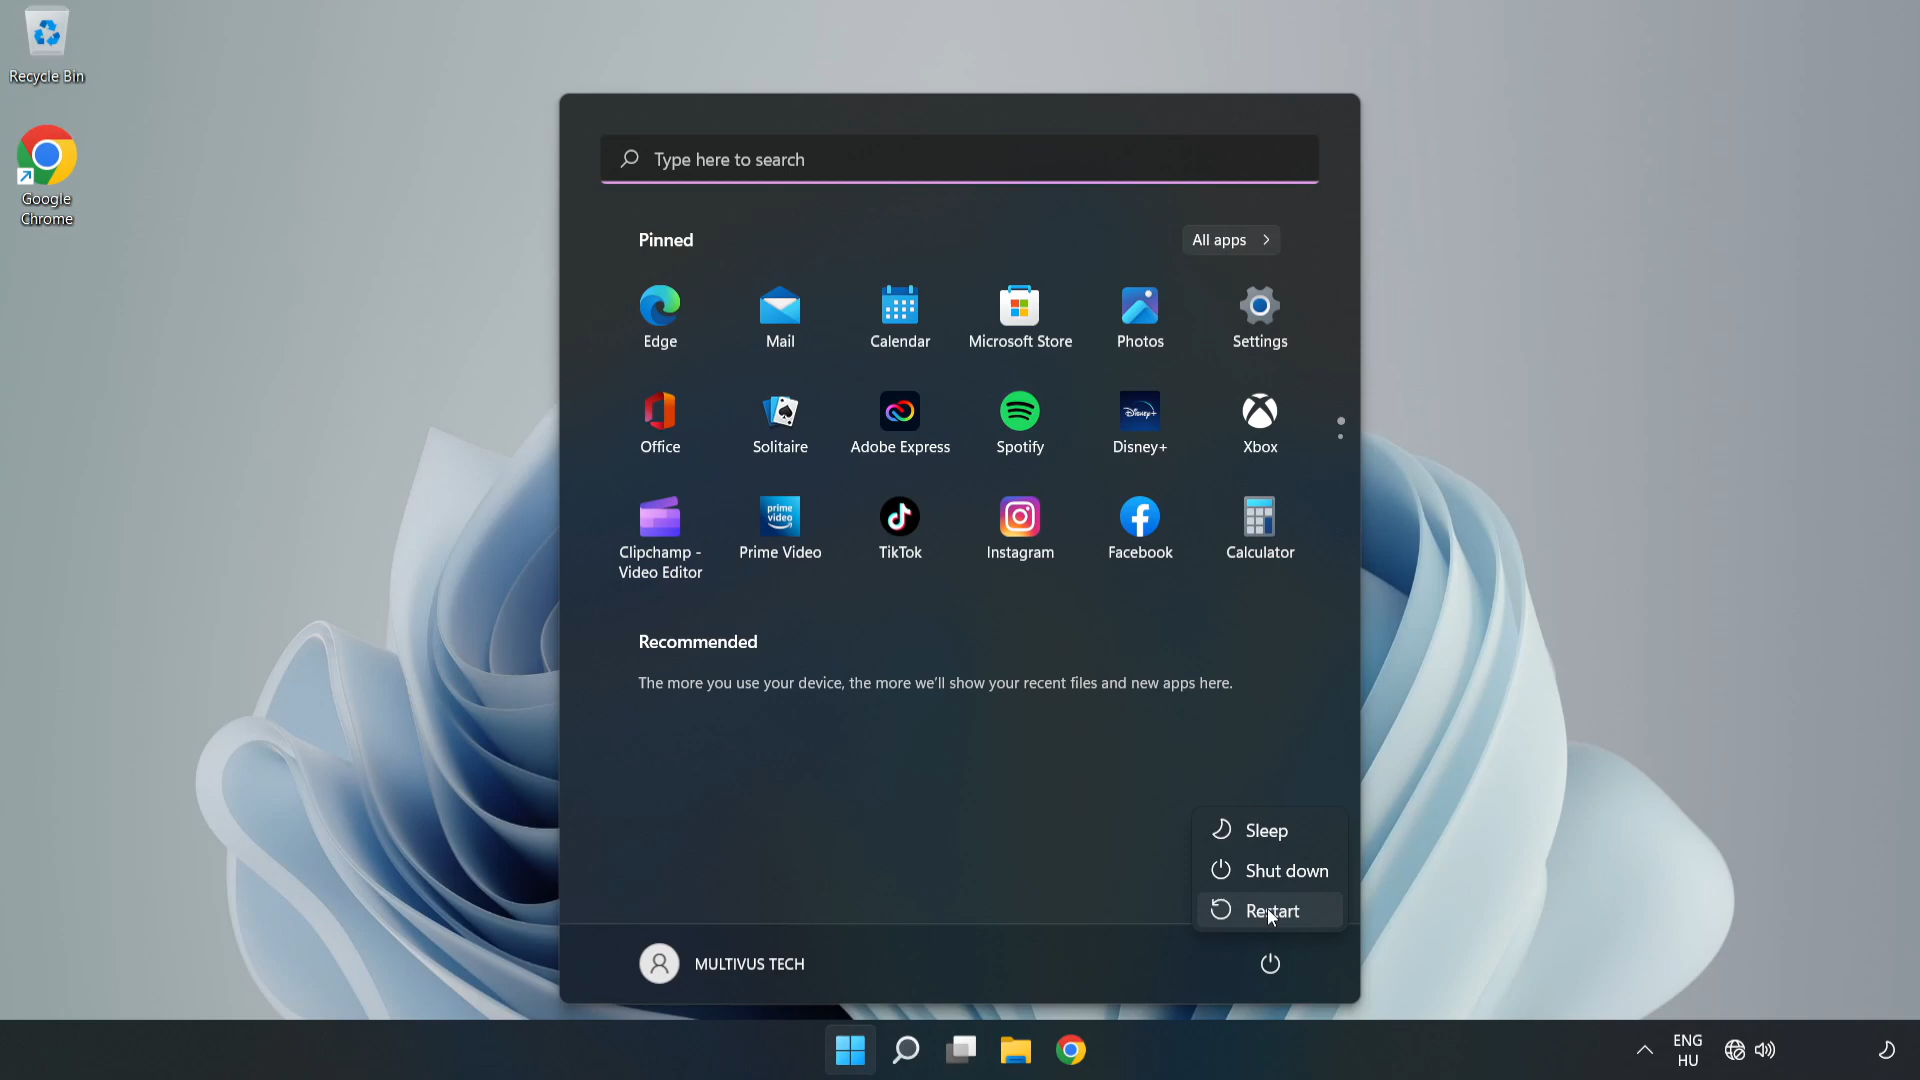 Recycle Bin
Google
Chrome
Type here to search
Pinned
All apps
Edge
Mail
Calendar
Microsoft Store
Photos
Settings
Office
Solitaire
Adobe Express
Spotify
Disney+
Disney+
Xbox
prime
video
Clipchamp -
Video Editor
Prime Video
TikTok
Instagram
Facebook
Calculator
Recommended
The more you use your device, the more we'll show your recent files and new apps here.
Sleep
Shut down
Restart
MULTIVUS TECH
ENG
HU